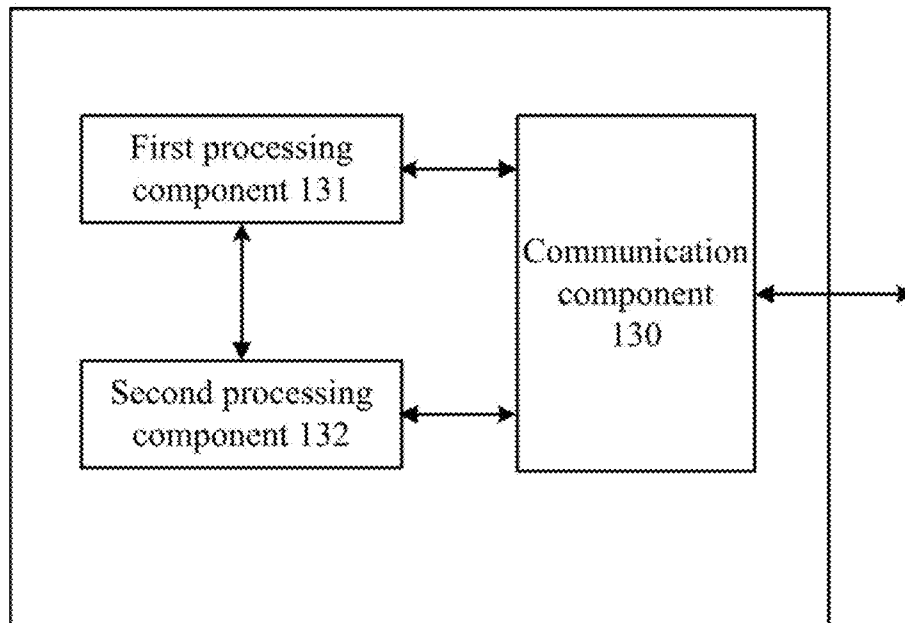 First processing
component 131
Communication
component
130
Second processing
component 132